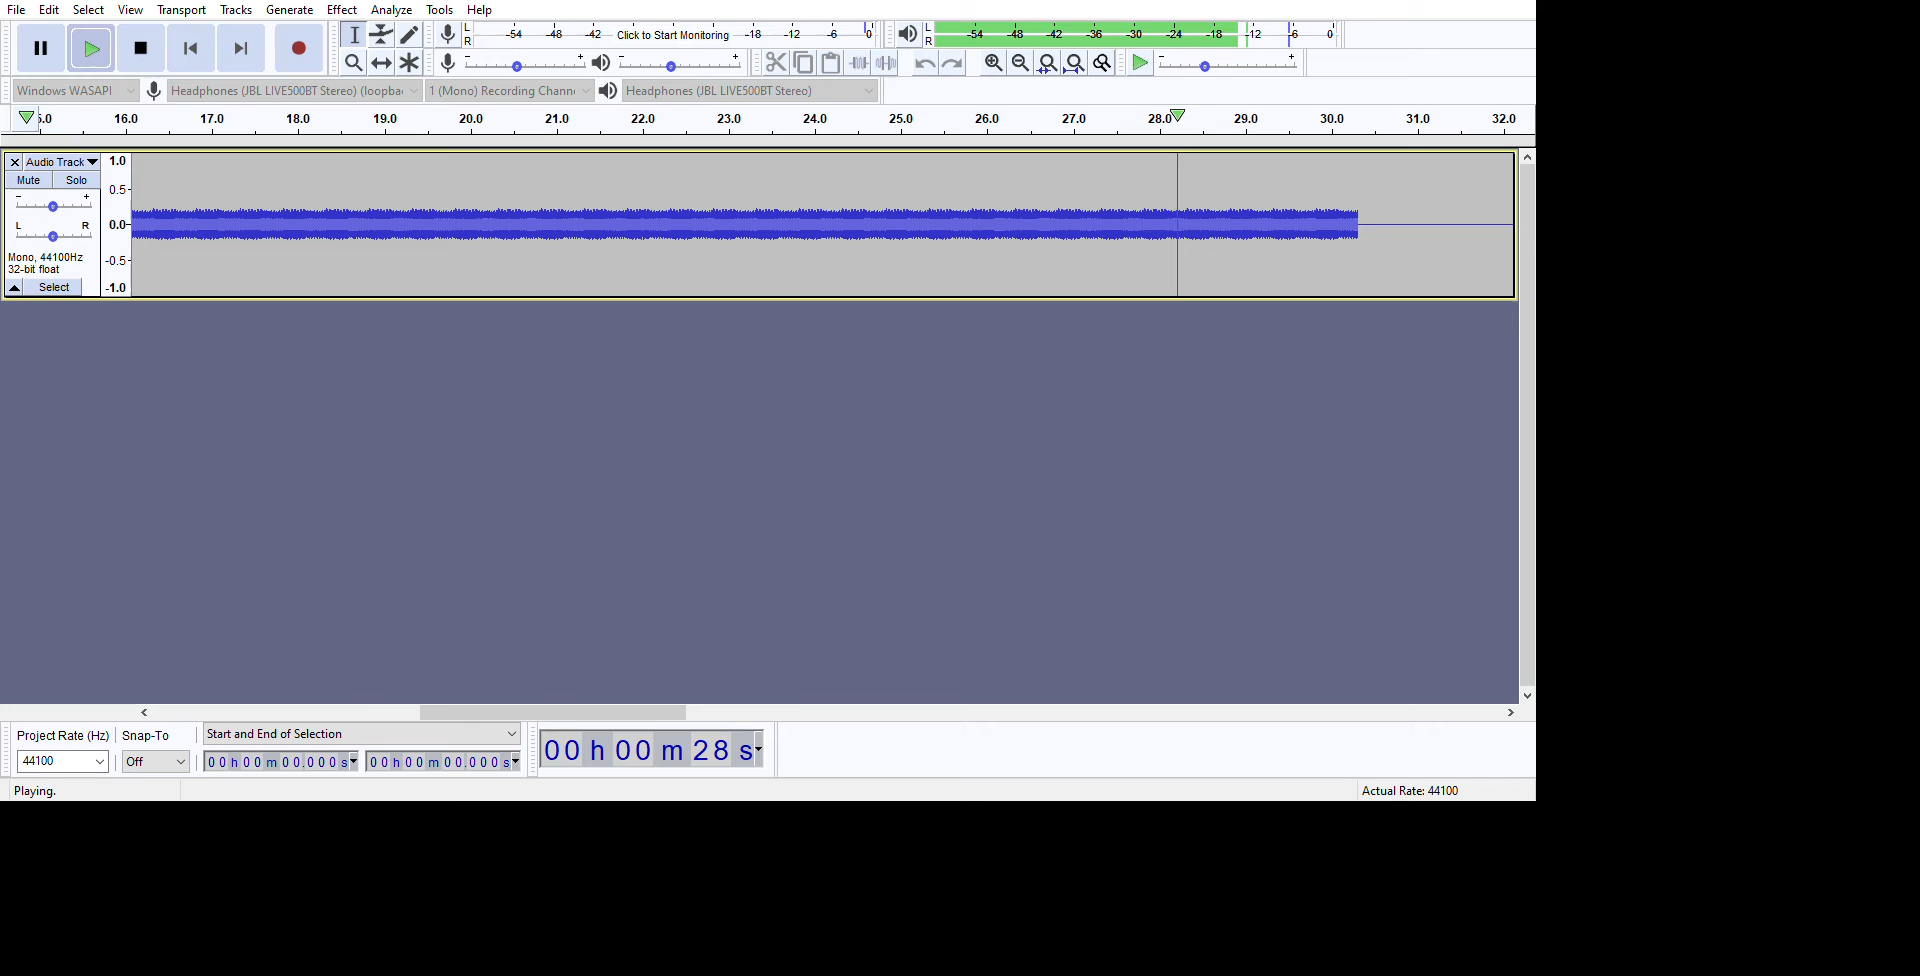 File Edit Select View Transport Tracks Generate Effect Analyze Tools Help
L R -54 -48 -42 Click to Start Monitoring -18 -12 -6 0 L R -54 -48 -42 -36 -30 -24 -18 -12 -6 0
- + - + - +
Windows WASAPI Headphones (JBL LIVE500BT Stereo) (loopba 1 (Mono) Recording Chann Headphones (JBL LIVE500BT Stereo)
5.0 16.0 17.0 18.0 19.0 20.0 21.0 22.0 23.0 24.0 25.0 26.0 27.0 28.0 29.0 30.0 31.0 32.0
Audio Track 1.0
Mute Solo
- + 0.5
L R 0.0
Mono, 44100Hz -0.5
32-bit float
Select -1.0
Project Rate (Hz) Snap-To Start and End of Selection
44100 Off 00 h 00 m 00.000 s 00 h 00 m 00.000 s 00 h 00 m 28 s
Playing. Actual Rate: 44100